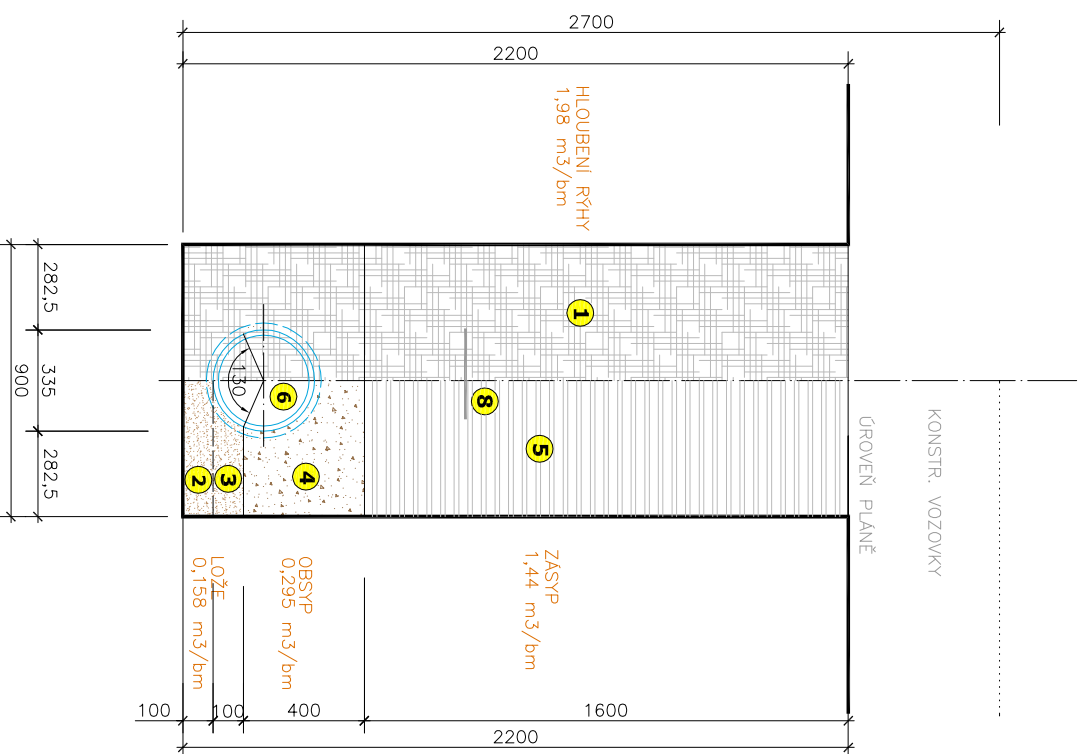 2700
2200
HLOUBENÍ RÝHY
1,98 m3/bm
KONSTR. VOZOVKY
ÚROVEŇ PLÁNĚ
1
8
5
6
130
4
3
2
282,5
335
282,5
900
ZÁSYP
1,44 m3/bm
OBSYP
0,295 m3/bm
LOŽE
0,158 m3/bm
100
100
400
1600
2200